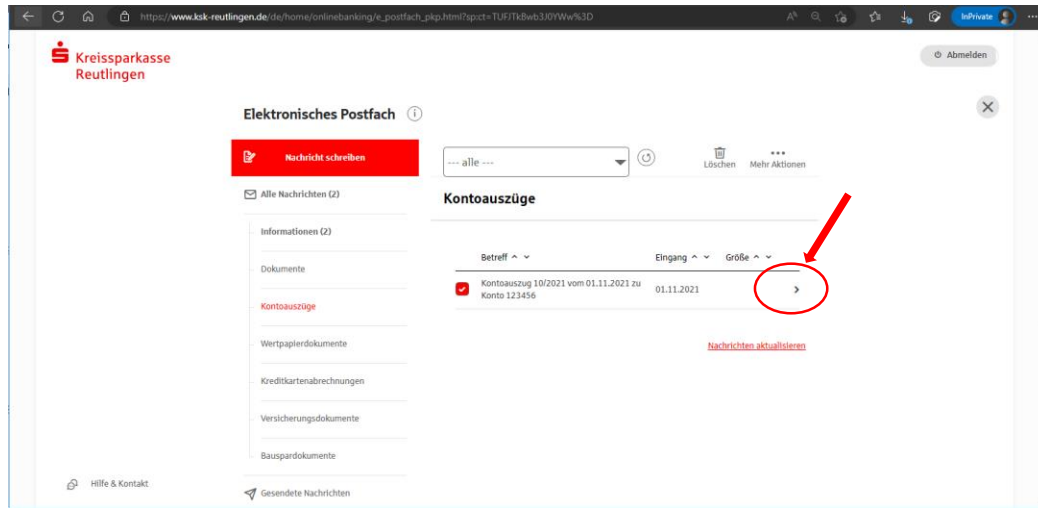 https://www.ksk-reutlingen.de/de/home/onlinebanking/e_postfach_pkp.html?sp:ct=TUFJTkBwb3J0YWw%3D
InPrivate
Kreissparkasse
Reutlingen
Abmelden
Elektronisches Postfach
Nachricht schreiben
--- alle ---
Löschen
Mehr Aktionen
Alle Nachrichten (2)
Kontoauszüge
Informationen (2)
Betreff
Eingang
Größe
Dokumente
Kontoauszug 10/2021 vom 01.11.2021 zu
Konto 123456
01.11.2021
Kontoauszüge
Wertpapierdokumente
Nachrichten aktualisieren
Kreditkartenabrechnungen
Versicherungsdokumente
Bauspardokumente
Hilfe & Kontakt
Gesendete Nachrichten